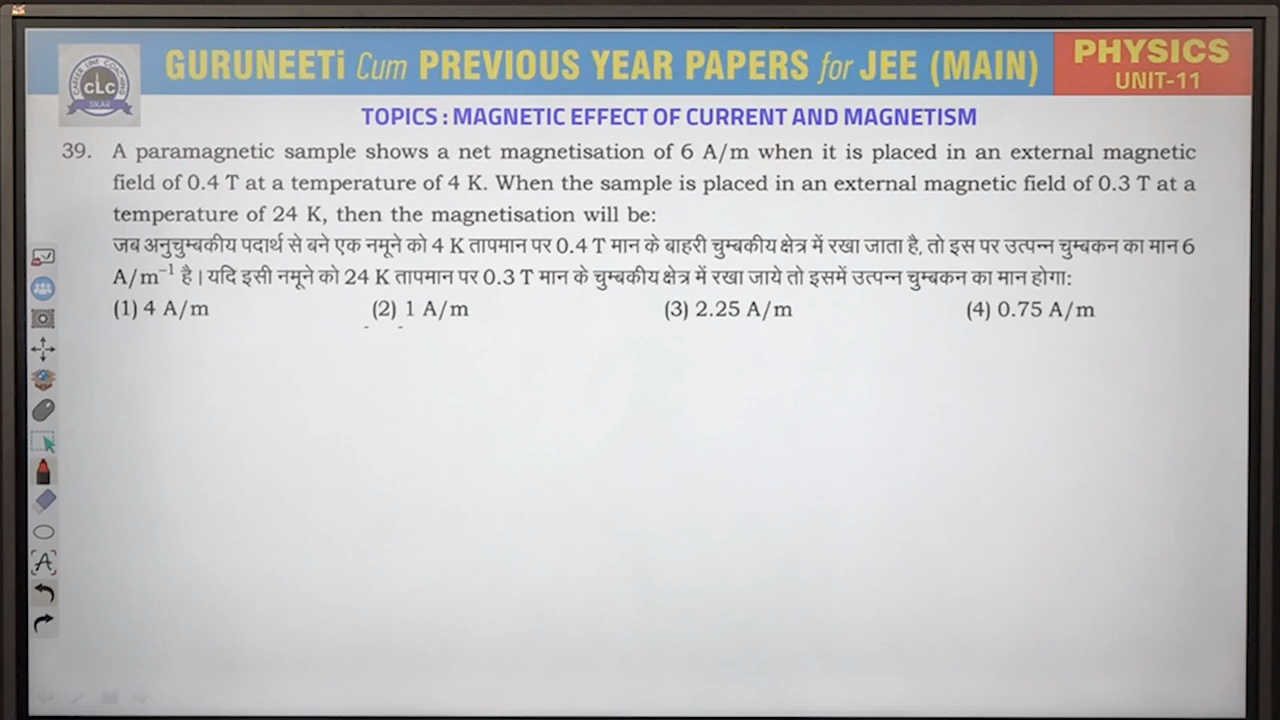 GURUNEETi Cum PREVIOUS YEAR PAPERS for JEE (MAIN)
PHYSICS
UNIT-11
CAREER LINE COACHING
CLC
SIKAR
TOPICS : MAGNETIC EFFECT OF CURRENT AND MAGNETISM
39. A paramagnetic sample shows a net magnetisation of 6 A/m when it is placed in an external magnetic
field of 0.4 T at a temperature of 4 K. When the sample is placed in an external magnetic field of 0.3 T at a
temperature of 24 K, then the magnetisation will be:
जब अनुचुम्बकीय पदार्थ से बने एक नमूने को 4 K तापमान पर 0.4 T मान के बाहरी चुम्बकीय क्षेत्र में रखा जाता है, तो इस पर उत्पन्न चुम्बकन का मान 6
A/m⁻¹ है। यदि इसी नमूने को 24 K तापमान पर 0.3 T मान के चुम्बकीय क्षेत्र में रखा जाये तो इसमें उत्पन्न चुम्बकन का मान होगा:
(1) 4 A/m (2) 1 A/m (3) 2.25 A/m (4) 0.75 A/m
A